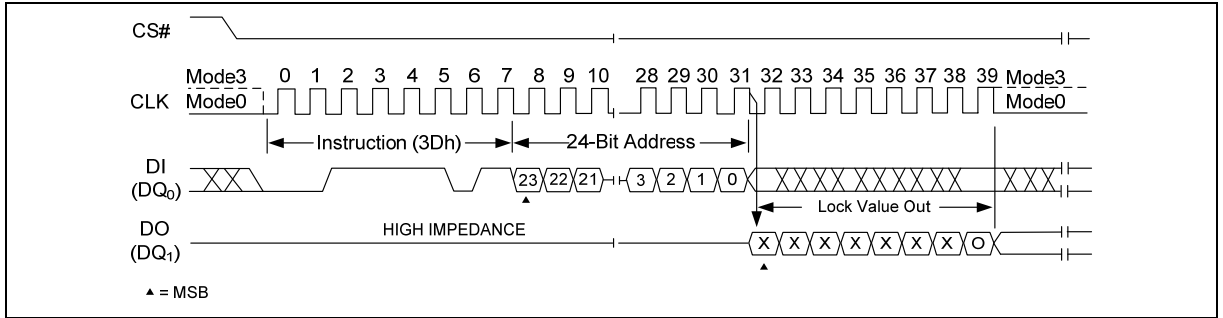 CS#
Mode3 0 1 2 3 4 5 6 7 8 9 10 28 29 30 31 32 33 34 35 36 37 38 39 Mode3
CLK Mode0 Mode0
Instruction (3Dh) 24-Bit Address
DI
(DQ0) 23 22 21 3 2 1 0
Lock Value Out
DO HIGH IMPEDANCE
(DQ1) X X X X X X X O
▲ = MSB